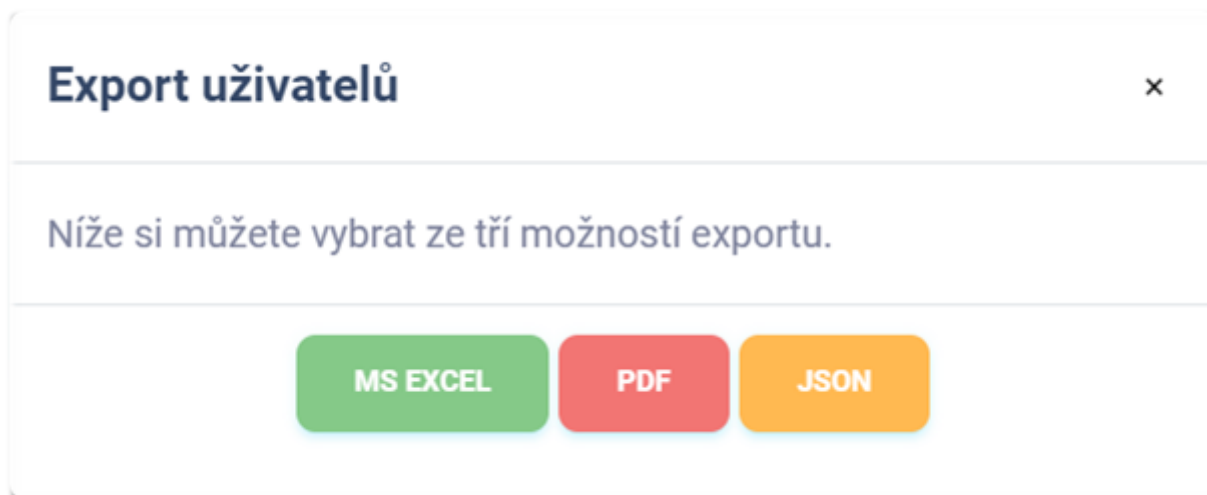 Export uživatelů ×
Níže si můžete vybrat ze tří možností exportu.
MS EXCEL PDF JSON